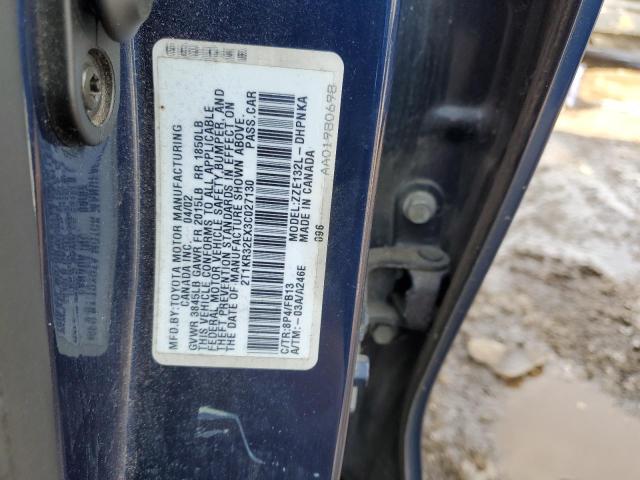 MFD.BY:TOYOTA MOTOR MANUFACTURING
CANADA INC. 04/02
GVWR 3845LB GAWR FR 2015LB RR 1850LB
THIS VEHICLE CONFORMS TO ALL APPLICABLE
FEDERAL MOTOR VEHICLE SAFETY, BUMPER, AND
THEFT PREVENTION STANDARDS IN EFFECT ON
THE DATE OF MANUFACTURE SHOWN ABOVE.
2T1KR32EX3C027130 PASS.CAR
C/TR:8P4/FB13 MODEL:ZZE132L-DHPNKA
A/TM:-03A/A246E MADE IN CANADA
096
AA01980698